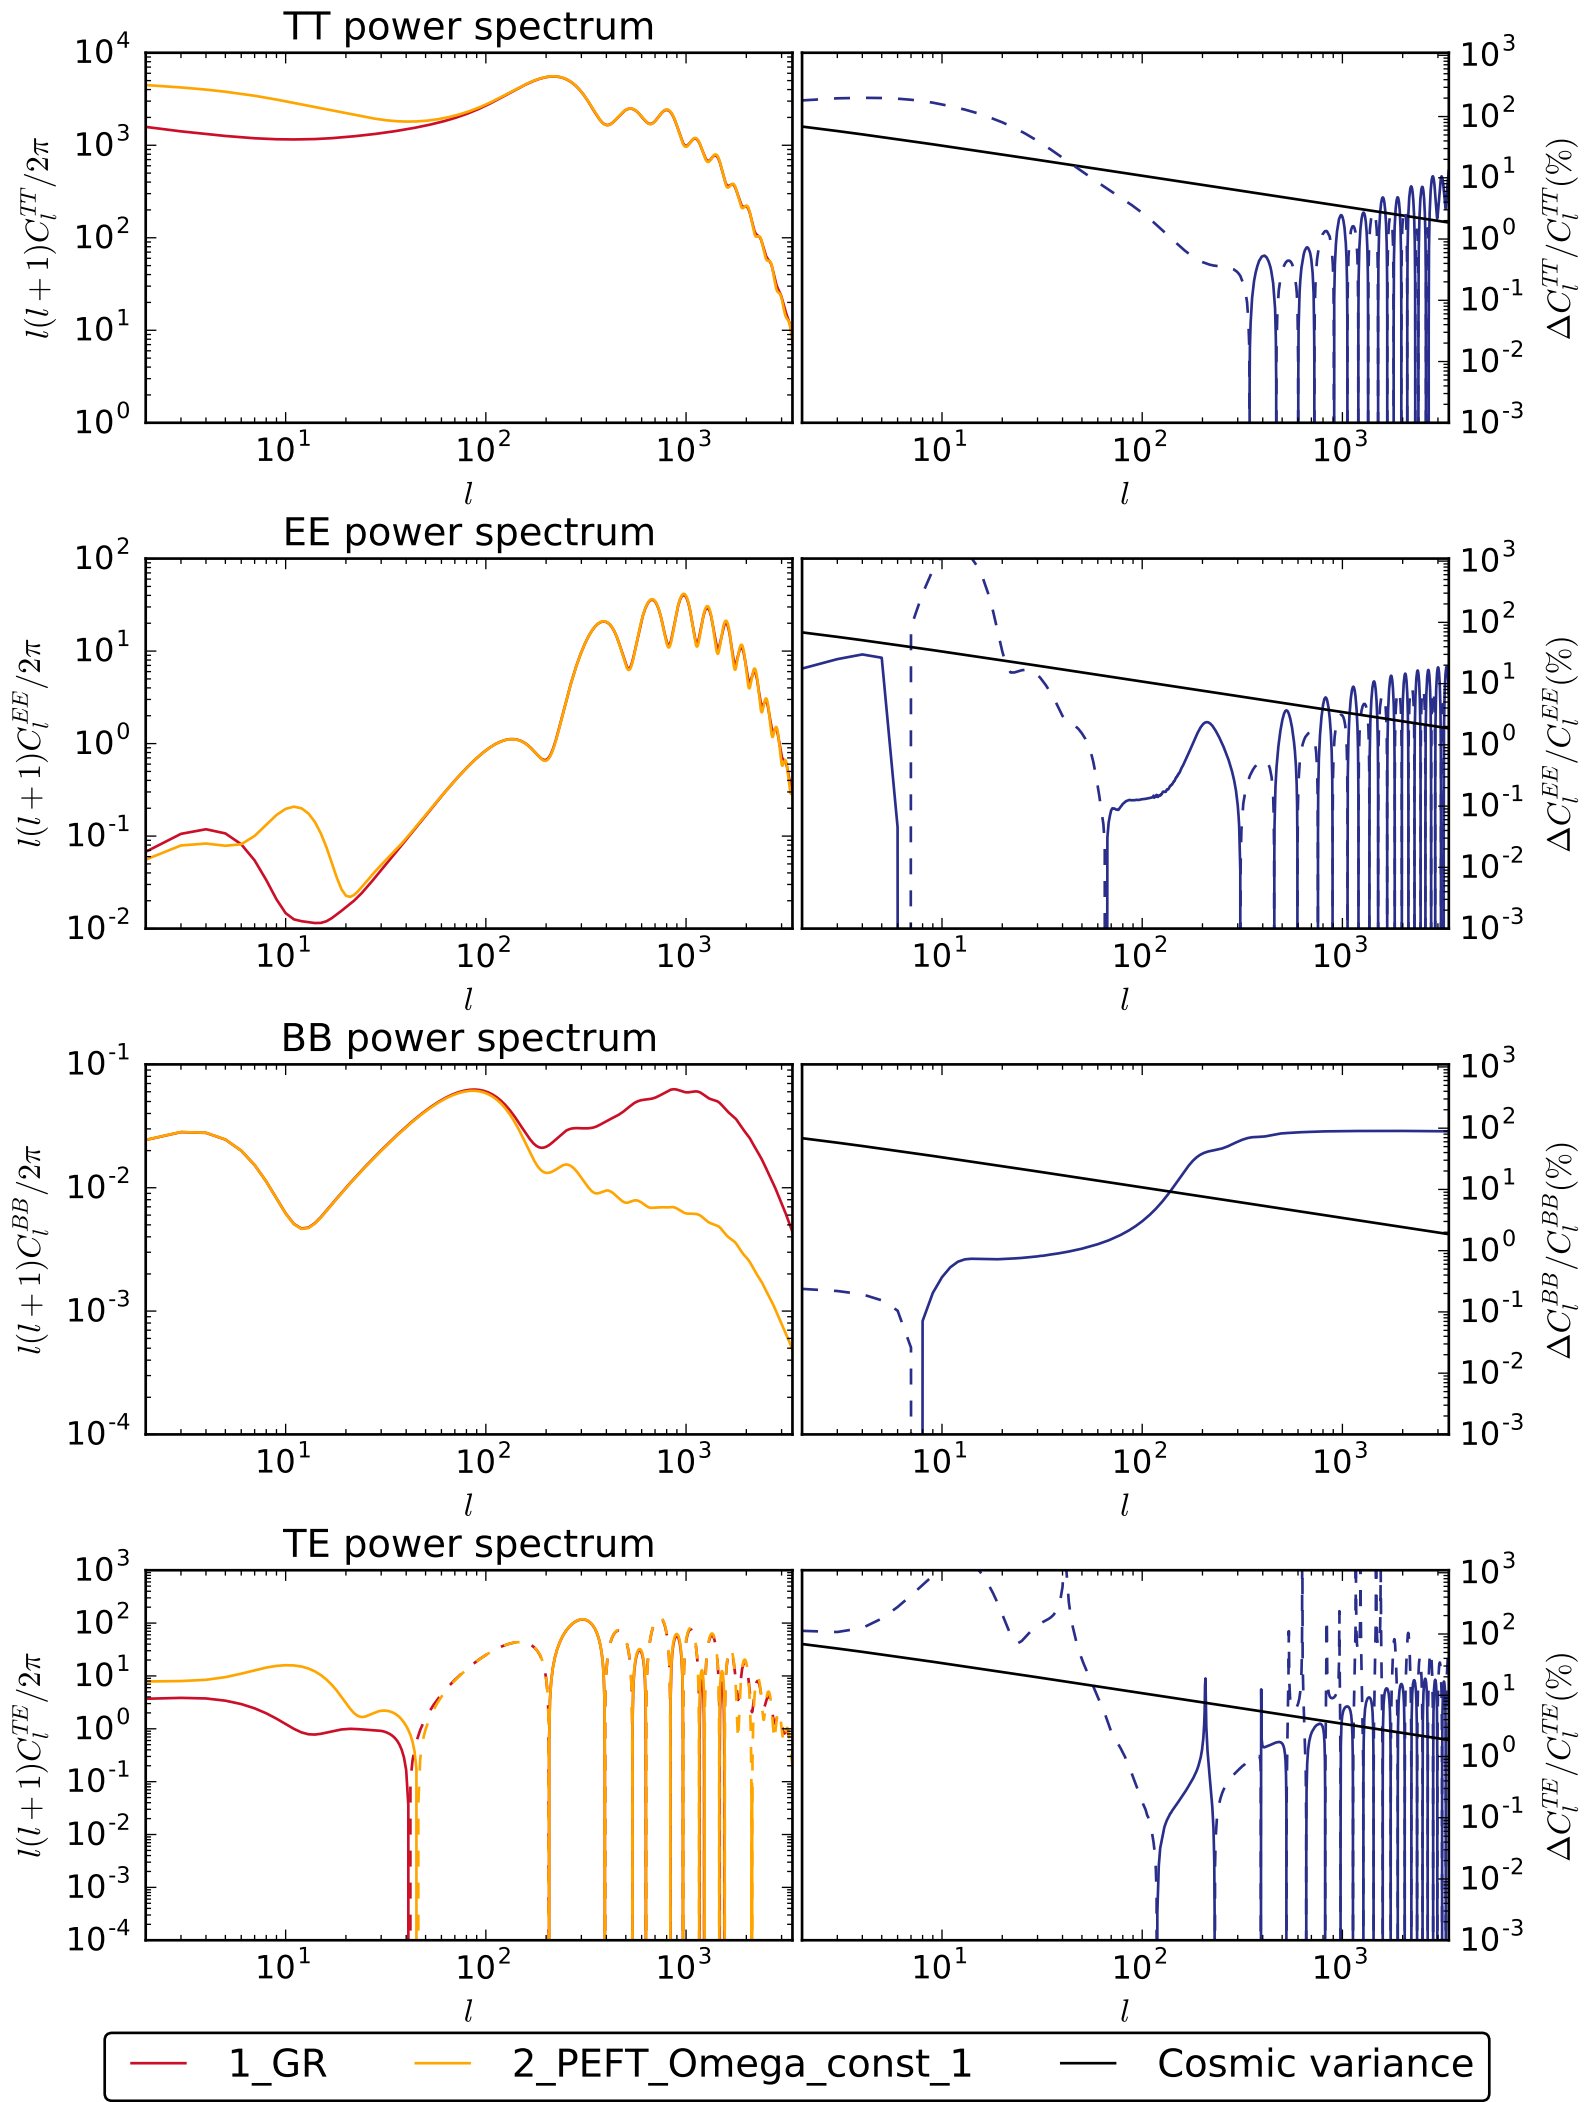 TT power spectrum
l(l + 1)C_l^{TT}/2π
10^4
10^3
10^2
10^1
10^0
10^1 10^2 10^3
l
10^3
10^2
10^1
10^0
10^-1
10^-2
10^-3
10^1 10^2 10^3
l
ΔC_l^{TT}/C_l^{TT}(%)
EE power spectrum
l(l + 1)C_l^{EE}/2π
10^2
10^1
10^0
10^-1
10^-2
10^1 10^2 10^3
l
10^3
10^2
10^1
10^0
10^-1
10^-2
10^-3
10^1 10^2 10^3
l
ΔC_l^{EE}/C_l^{EE}(%)
BB power spectrum
l(l + 1)C_l^{BB}/2π
10^-1
10^-2
10^-3
10^-4
10^1 10^2 10^3
l
10^3
10^2
10^1
10^0
10^-1
10^-2
10^-3
10^1 10^2 10^3
l
ΔC_l^{BB}/C_l^{BB}(%)
TE power spectrum
l(l + 1)C_l^{TE}/2π
10^3
10^2
10^1
10^0
10^-1
10^-2
10^-3
10^-4
10^1 10^2 10^3
l
10^3
10^2
10^1
10^0
10^-1
10^-2
10^-3
10^1 10^2 10^3
l
ΔC_l^{TE}/C_l^{TE}(%)
1_GR 2_PEFT_Omega_const_1 Cosmic variance